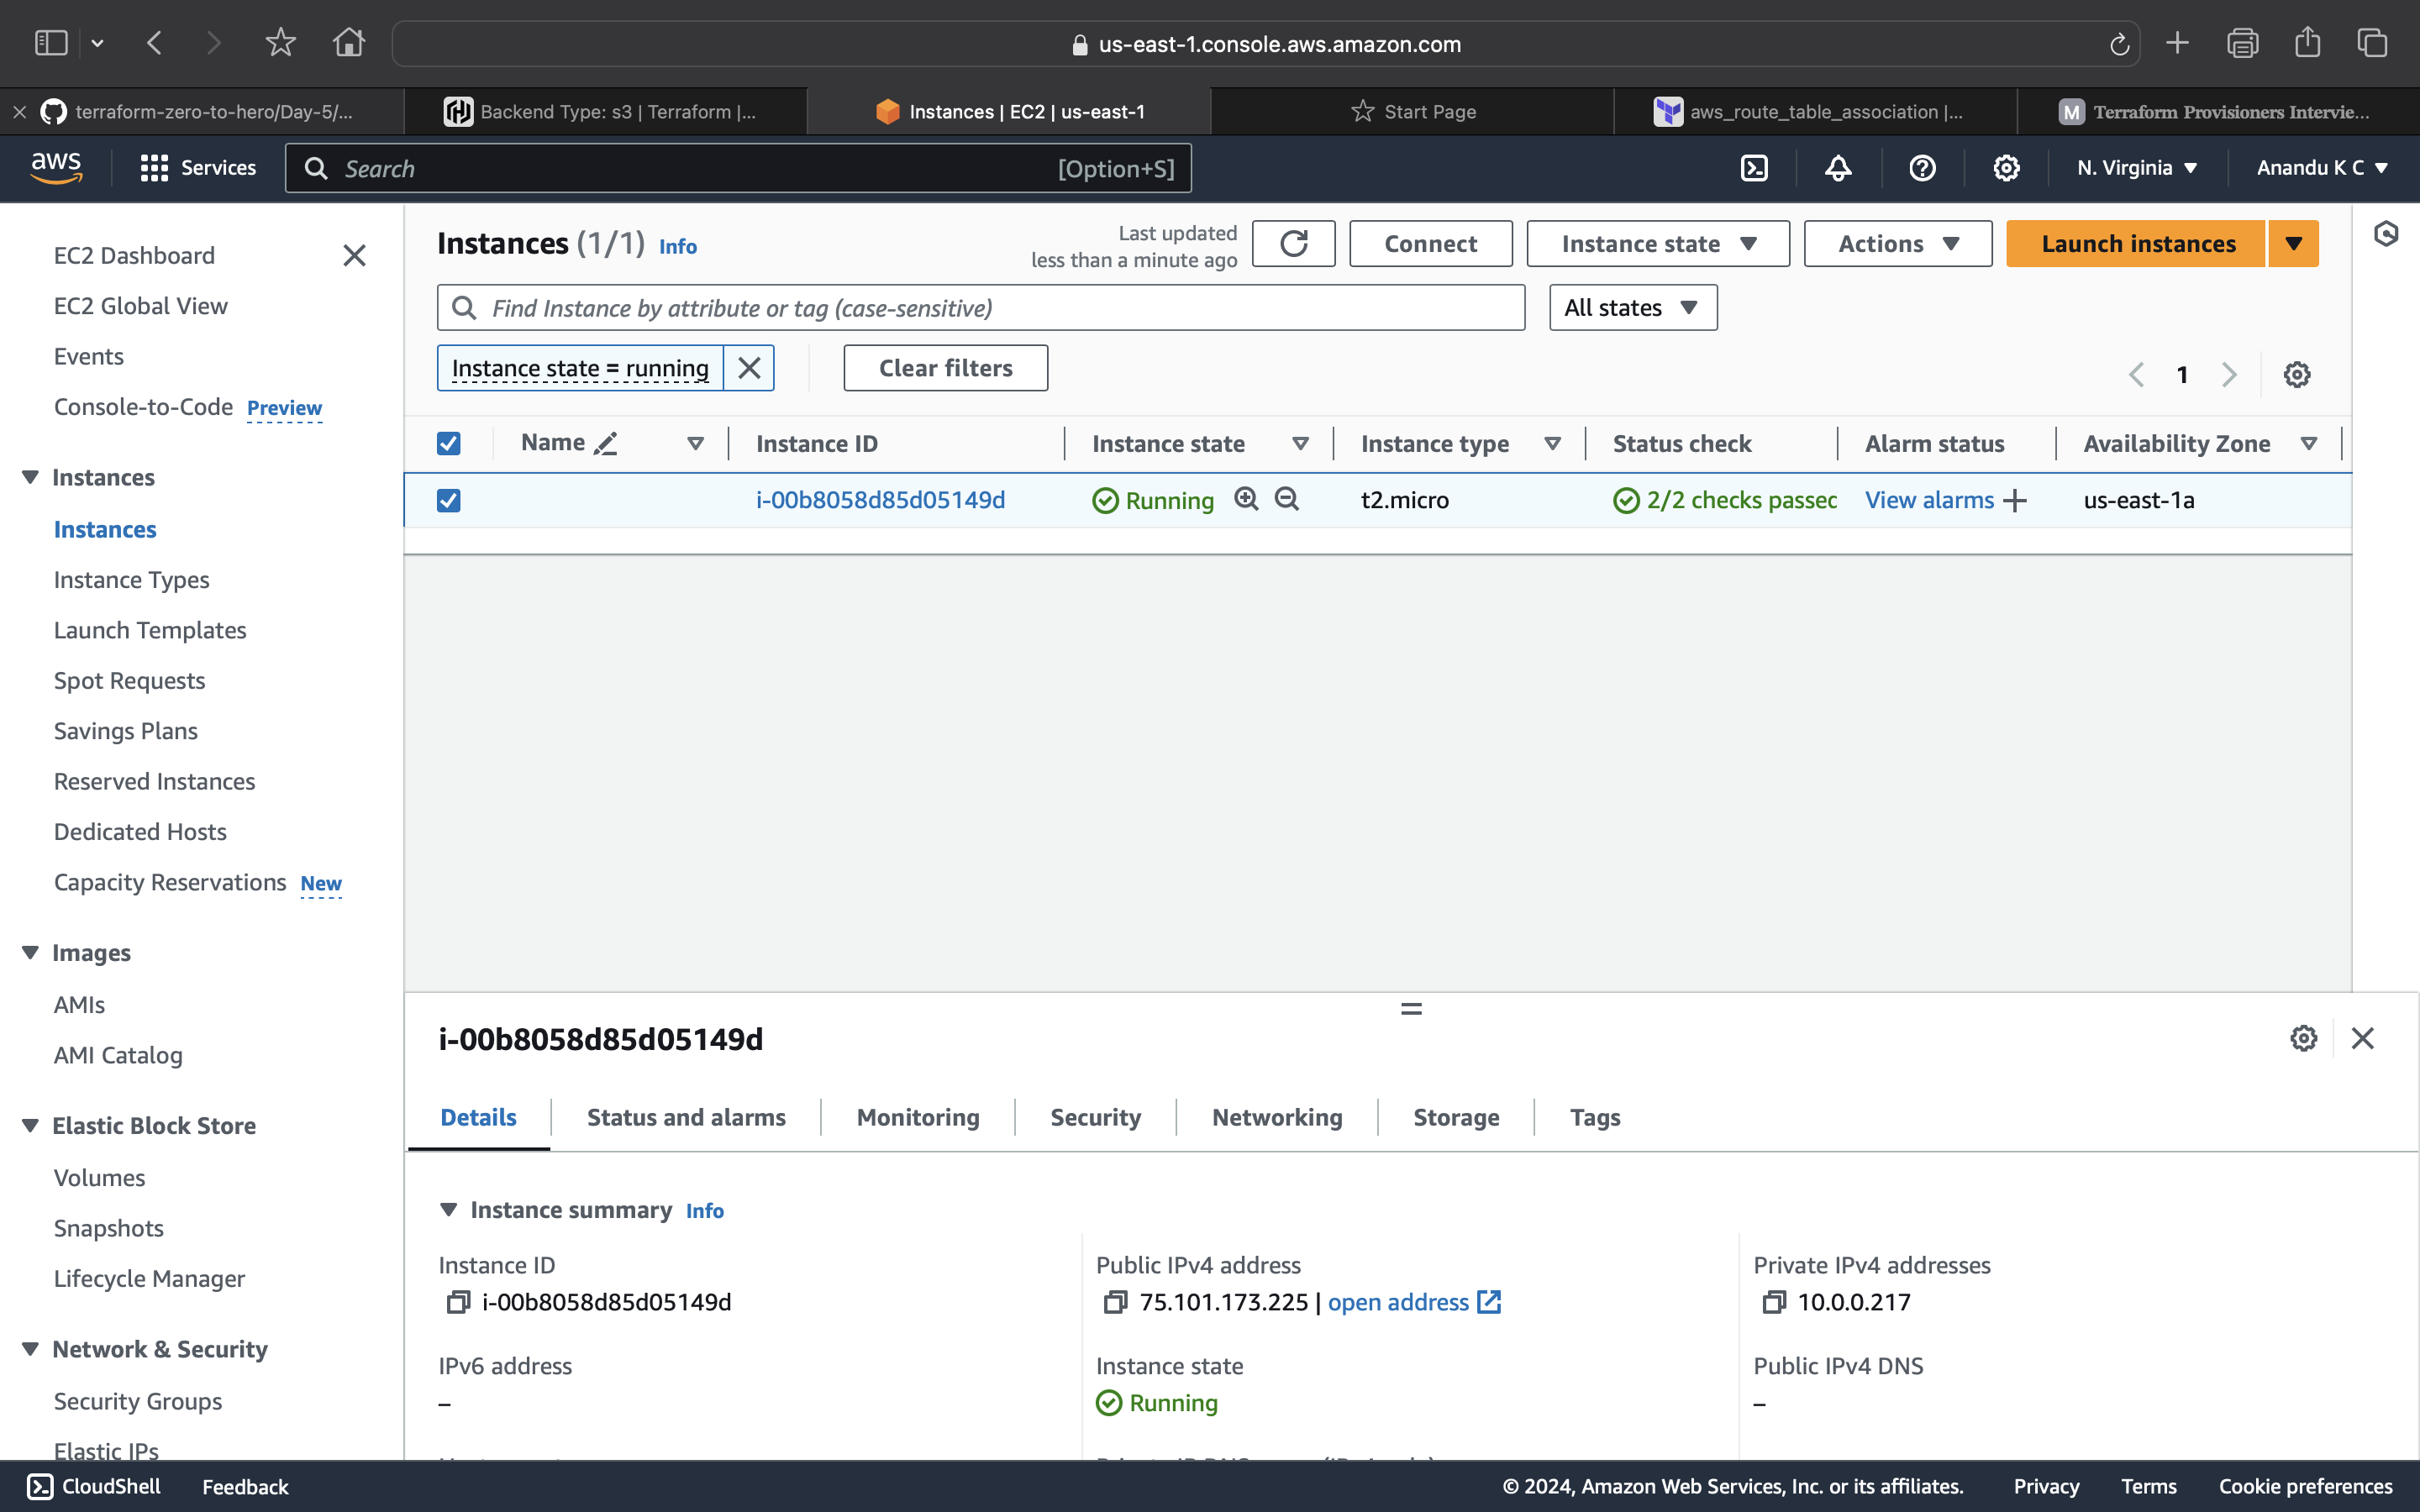 us-east-1.console.aws.amazon.com
terraform-zero-to-hero/Day-5/...
Backend Type: s3 | Terraform |...
Instances | EC2 | us-east-1
Start Page
aws_route_table_association |...
M Terraform Provisioners Intervie...
aws
Services
Search
[Option+S]
N. Virginia
Anandu K C
EC2 Dashboard
EC2 Global View
Events
Console-to-Code Preview
Instances
Instances
Instance Types
Launch Templates
Spot Requests
Savings Plans
Reserved Instances
Dedicated Hosts
Capacity Reservations New
Images
AMIs
AMI Catalog
Elastic Block Store
Volumes
Snapshots
Lifecycle Manager
Network & Security
Security Groups
Elastic IPs
Instances (1/1) Info
Last updated
less than a minute ago
Connect
Instance state
Actions
Launch instances
Find Instance by attribute or tag (case-sensitive)
All states
Instance state = running
Clear filters
1
Name Instance ID Instance state Instance type Status check Alarm status Availability Zone
i-00b8058d85d05149d Running t2.micro 2/2 checks passec View alarms us-east-1a
i-00b8058d85d05149d
Details Status and alarms Monitoring Security Networking Storage Tags
Instance summary Info
Instance ID
i-00b8058d85d05149d
Public IPv4 address
75.101.173.225 | open address
Private IPv4 addresses
10.0.0.217
IPv6 address
–
Instance state
Running
Public IPv4 DNS
–
CloudShell
Feedback
© 2024, Amazon Web Services, Inc. or its affiliates.
Privacy
Terms
Cookie preferences